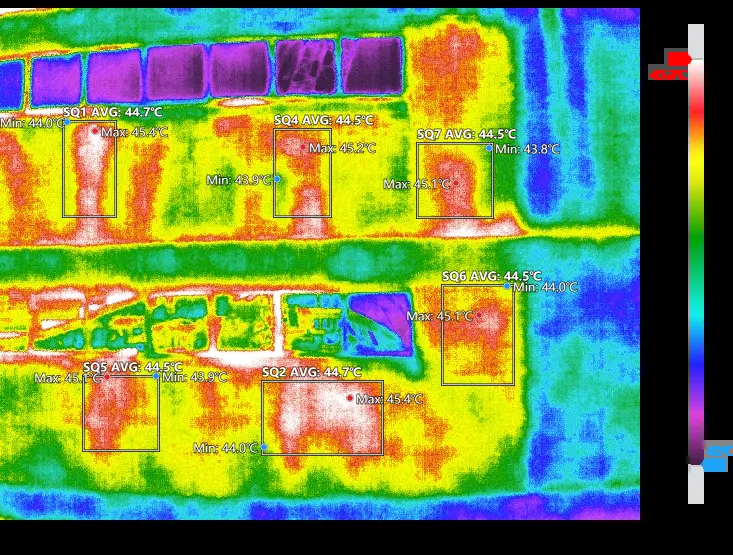 SQ1 AVG: 44.7℃
Min: 44.0℃
Max: 45.4℃
SQ4 AVG: 44.5℃
Max: 45.2℃
Min: 43.9℃
SQ7 AVG: 44.5℃
Min: 43.8℃
Max: 45.1℃
SQ6 AVG: 44.5℃
Min: 44.0℃
Max: 45.1℃
SQ5 AVG: 44.5℃
Max: 45.1℃
Min: 43.9℃
SQ2 AVG: 44.7℃
Max: 45.4℃
Min: 44.0℃